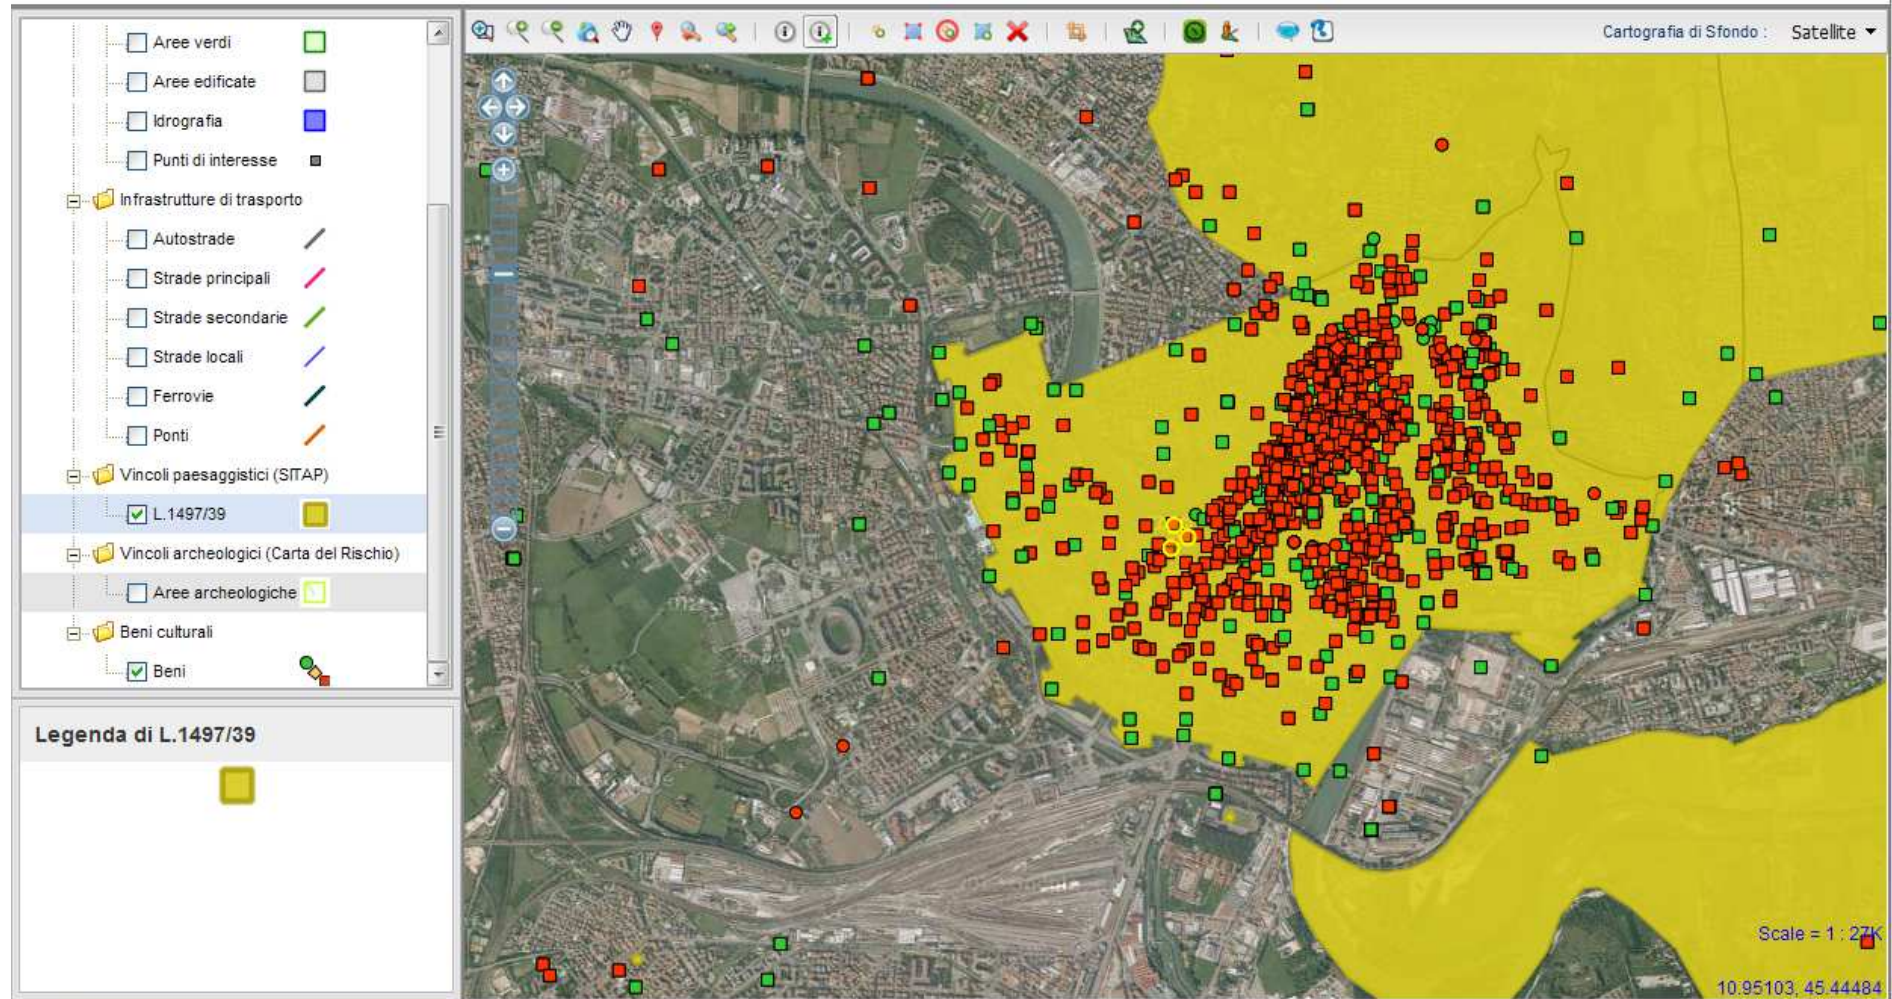 Aree verdi
Aree edificate
Idrografia
Punti di interesse
Infrastrutture di trasporto
Autostrade
Strade principali
Strade secondarie
Strade locali
Ferrovie
Ponti
Vincoli paesaggistici (SITAP)
L.1497/39
Vincoli archeologici (Carta del Rischio)
Aree archeologiche
Beni culturali
Beni
Legenda di L.1497/39
Cartografia di Sfondo :
Satellite
Scale = 1 : 27K
10.95103, 45.44484